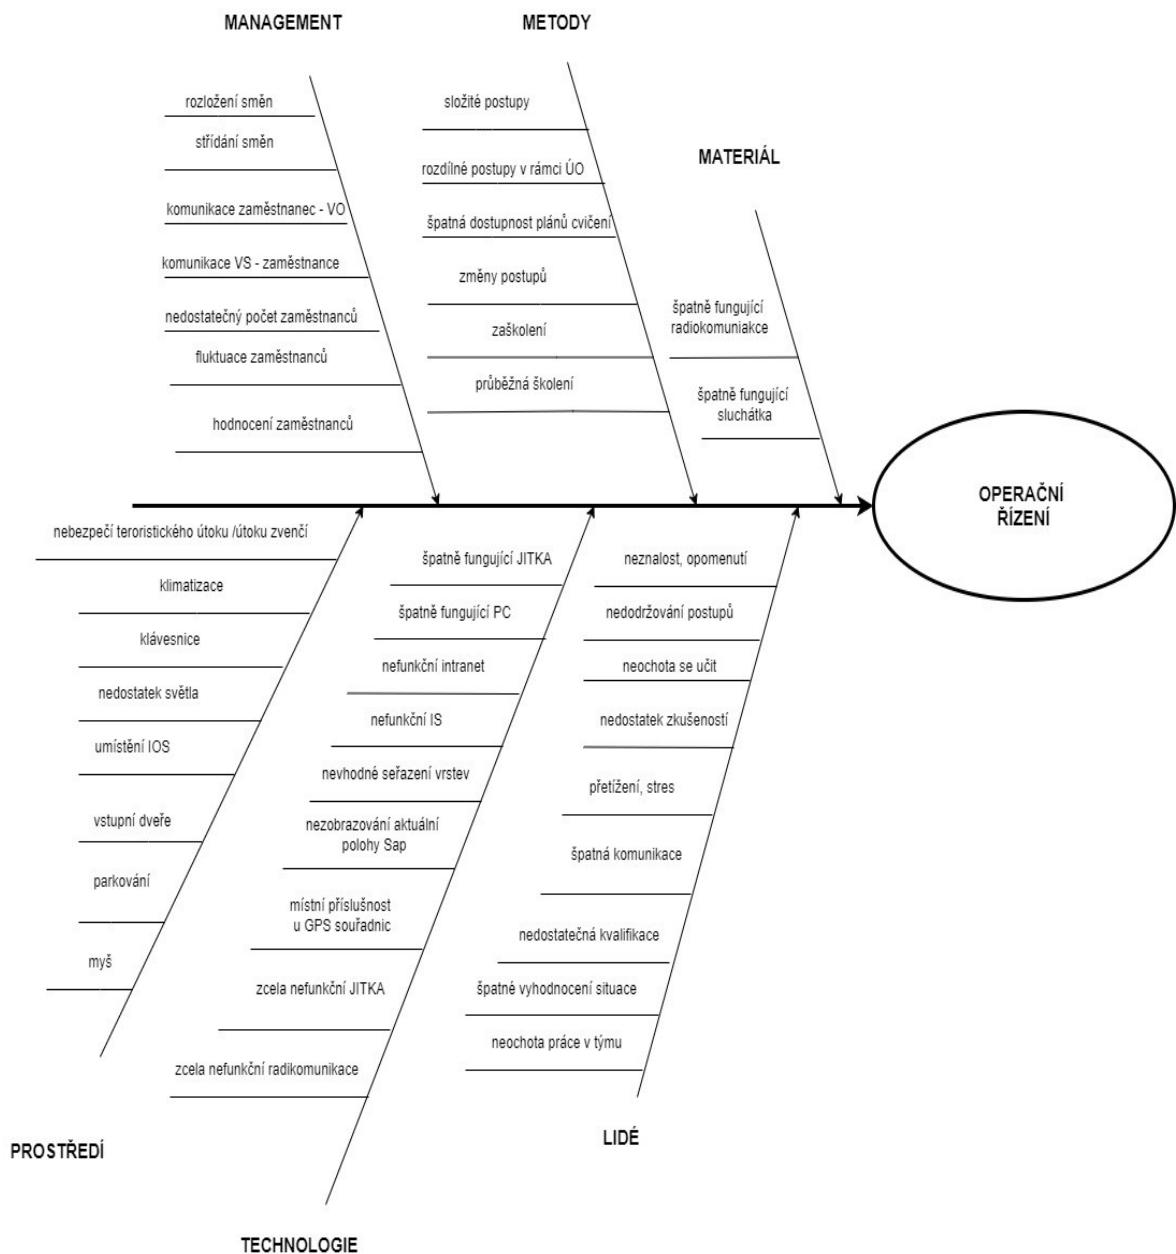 MANAGEMENT
rozložení směn
střídání směn
komunikace zaměstnanec - VO
komunikace VS - zaměstnance
nedostatečný počet zaměstnanců
fluktuace zaměstnanců
hodnocení zaměstnanců
METODY
složité postupy
rozdílné postupy v rámci ÚO
špatná dostupnost plánů cvičení
změny postupů
zaškolení
průběžná školení
MATERIÁL
špatně fungující
radiokomuniakce
špatně fungující
sluchátka
OPERAČNÍ
ŘÍZENÍ
nebezpečí teroristického útoku /útoku zvenčí
klimatizace
klávesnice
nedostatek světla
umístění IOS
vstupní dveře
parkování
myš
PROSTŘEDÍ
špatně fungující JITKA
špatně fungující PC
nefunkční intranet
nefunkční IS
nevhodné seřazení vrstev
nezobrazování aktuální
polohy Sap
místní příslušnost
u GPS souřadnic
zcela nefunkční JITKA
zcela nefunkční radikomunikace
TECHNOLOGIE
neznalost, opomenutí
nedodržování postupů
neochota se učit
nedostatek zkušeností
přetížení, stres
špatná komunikace
nedostatečná kvalifikace
špatné vyhodnocení situace
neochota práce v týmu
LIDÉ